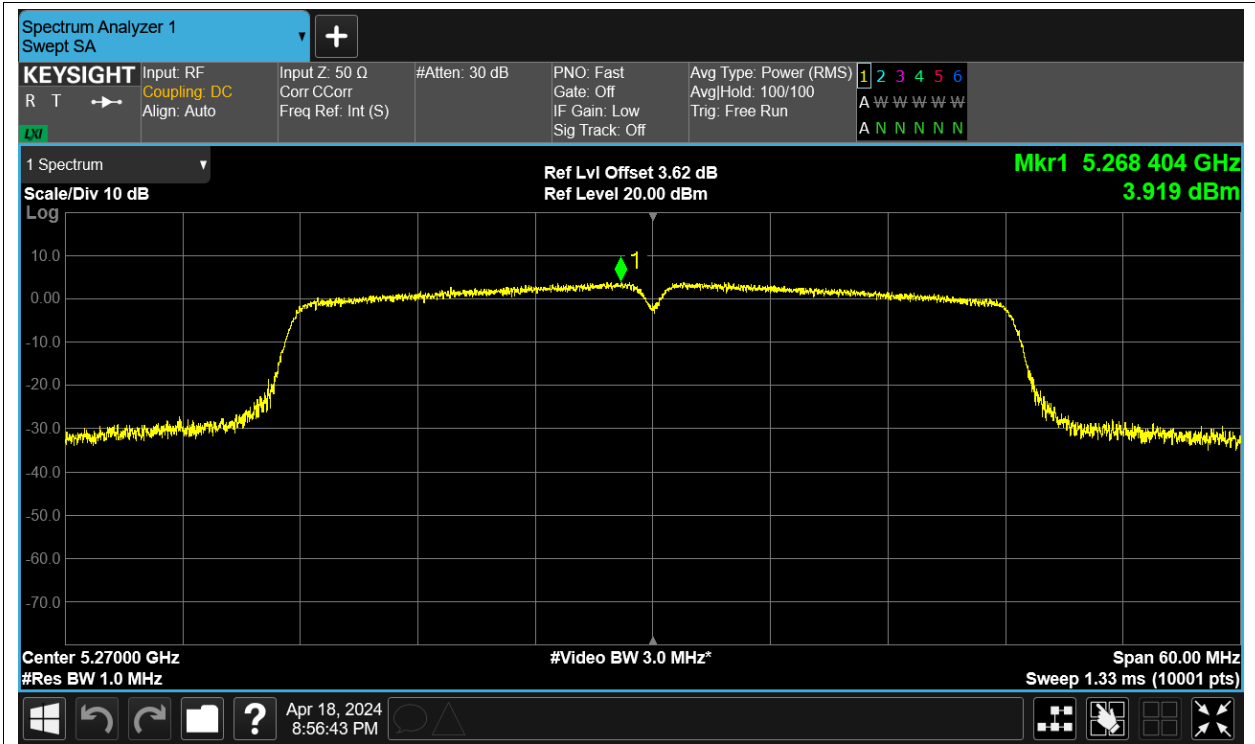 Spectrum Analyzer 1
Swept SA
KEYSIGHT
R T
LXI
Input: RF
Coupling: DC
Align: Auto
Input Z: 50 Ω
Corr CCorr
Freq Ref: Int (S)
#Atten: 30 dB
PNO: Fast
Gate: Off
IF Gain: Low
Sig Track: Off
Avg Type: Power (RMS)
Avg|Hold: 100/100
Trig: Free Run
1 2 3 4 5 6
A W W W W W
A N N N N N
1 Spectrum
Scale/Div 10 dB
Log
Ref Lvl Offset 3.62 dB
Ref Level 20.00 dBm
Mkr1 5.268 404 GHz
3.919 dBm
1
10.0
0.00
-10.0
-20.0
-30.0
-40.0
-50.0
-60.0
-70.0
Center 5.27000 GHz
#Video BW 3.0 MHz*
Span 60.00 MHz
#Res BW 1.0 MHz
Sweep 1.33 ms (10001 pts)
?
Apr 18, 2024
8:56:43 PM